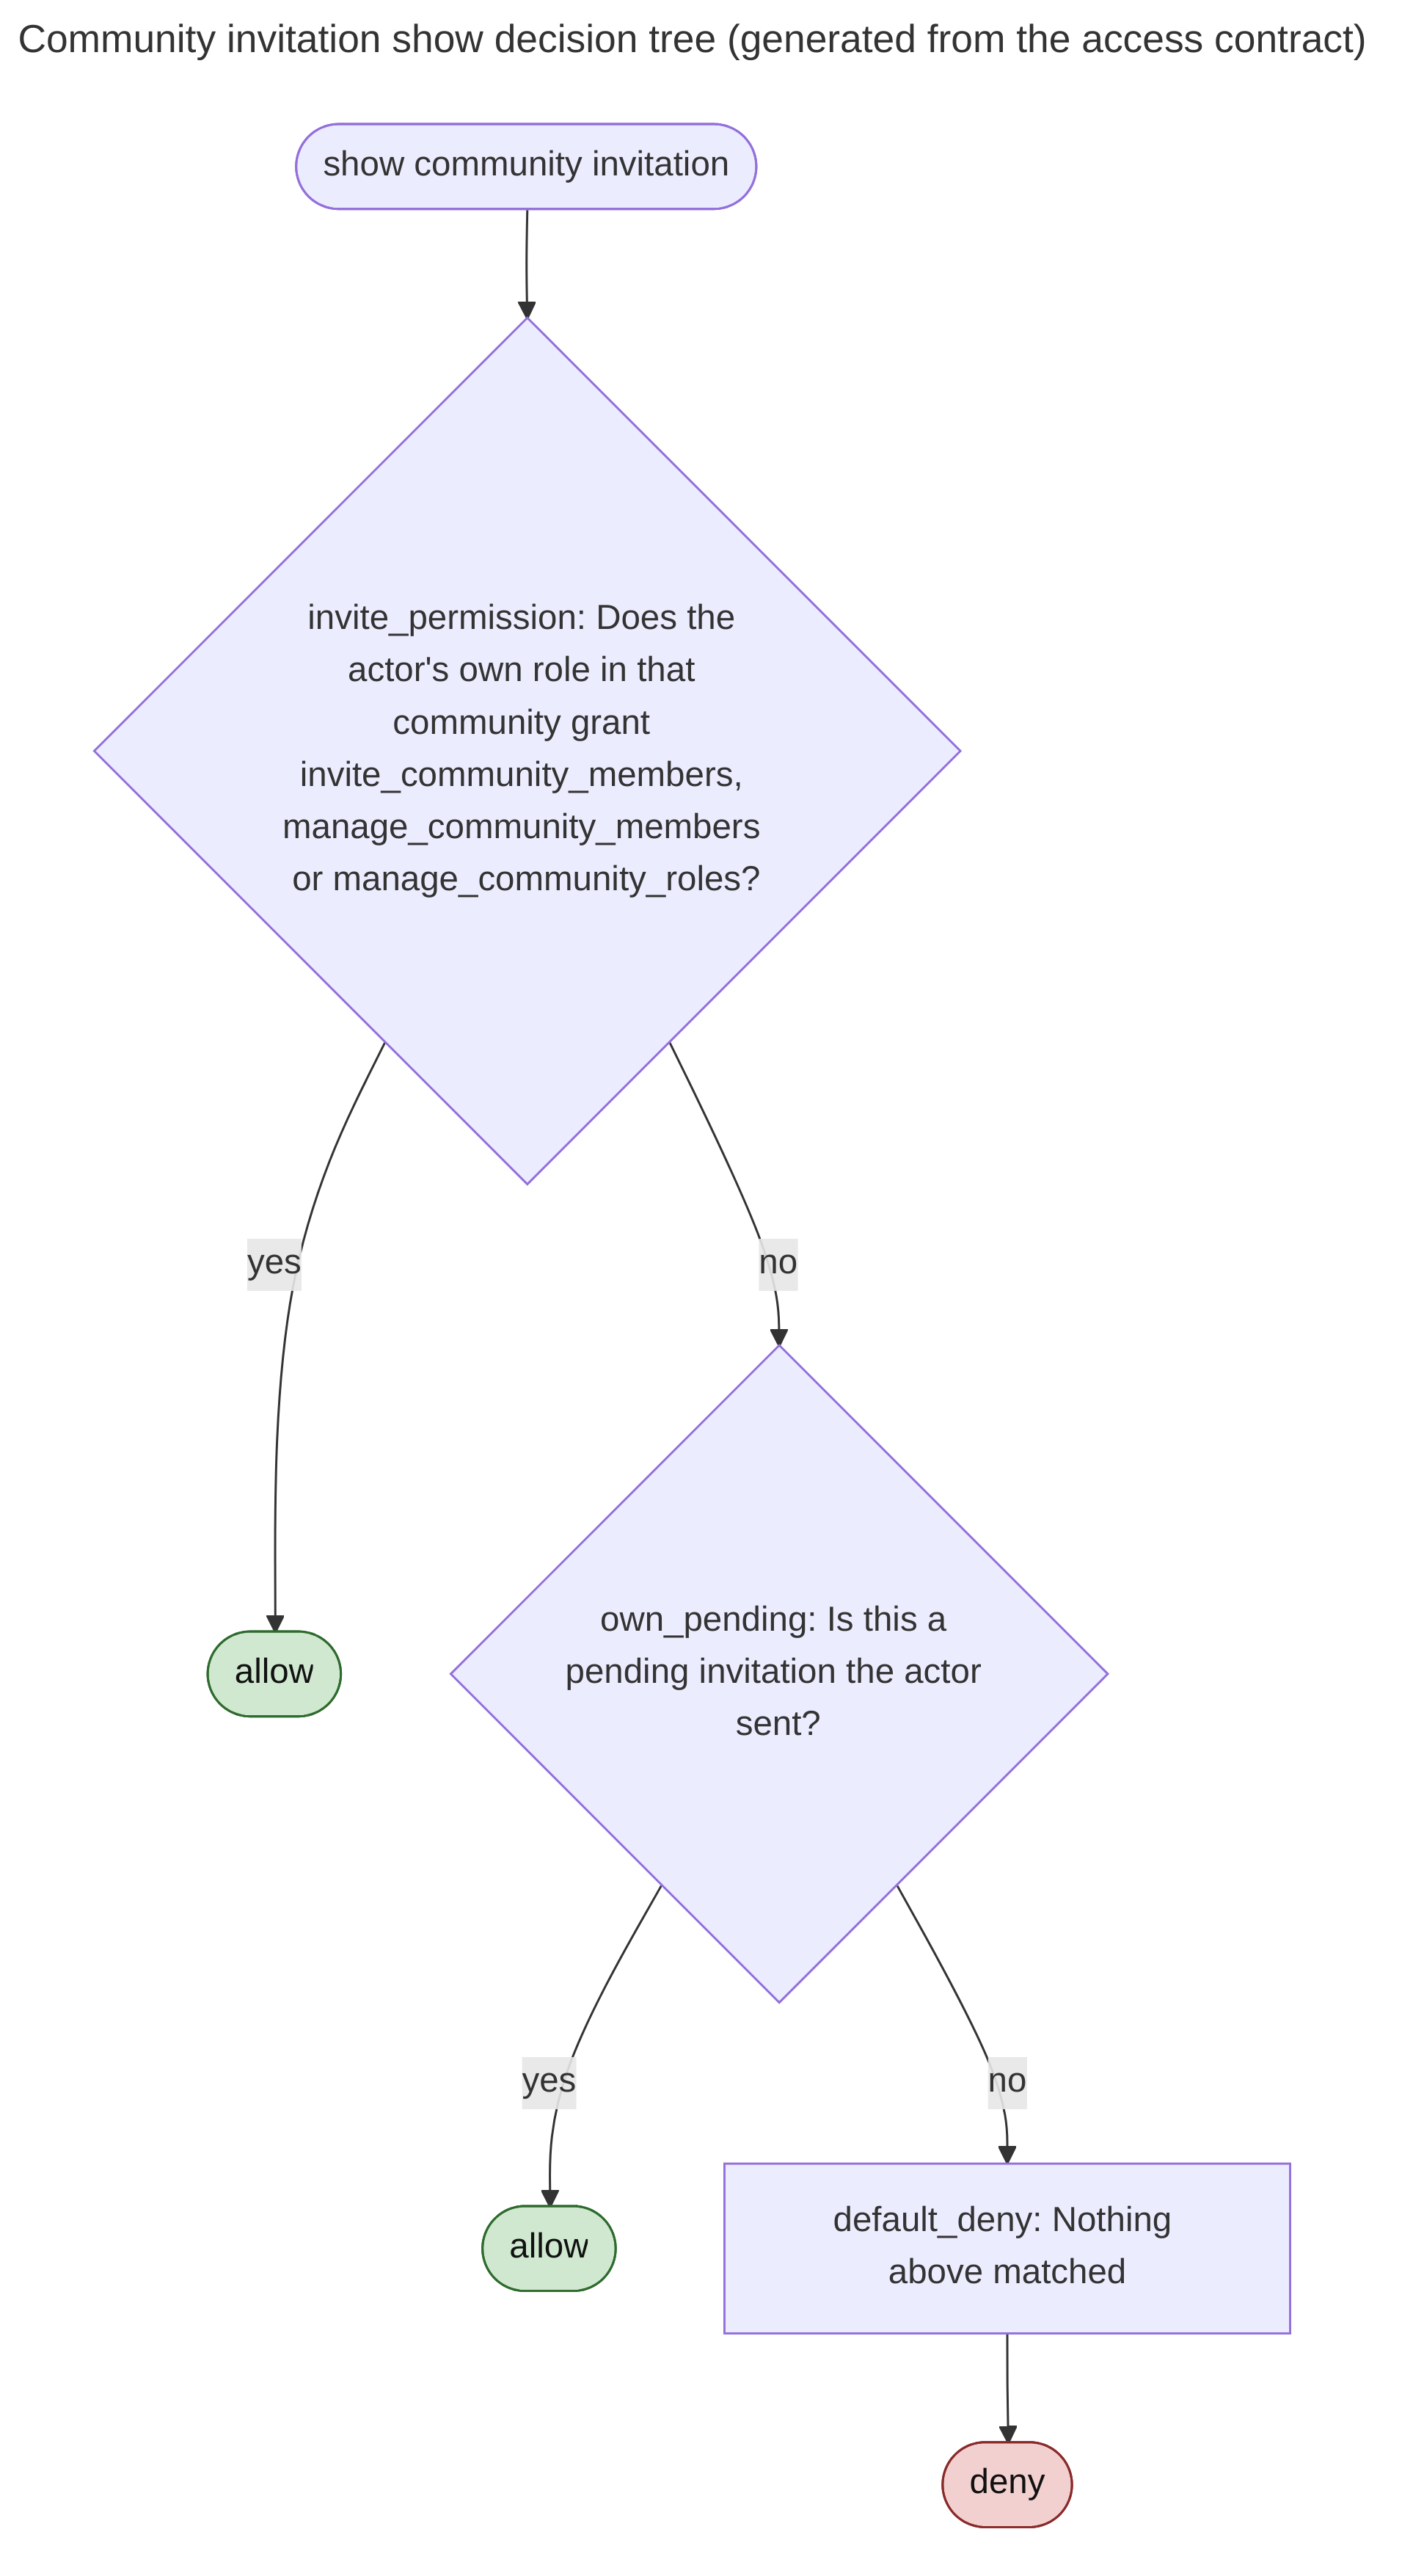 Community invitation show decision tree (generated from the access contract)
show community invitation
invite_permission: Does the
actor's own role in that
community grant
invite_community_members,
manage_community_members
or manage_community_roles?
yes
no
allow
own_pending: Is this a
pending invitation the actor
sent?
yes
no
allow
default_deny: Nothing
above matched
deny